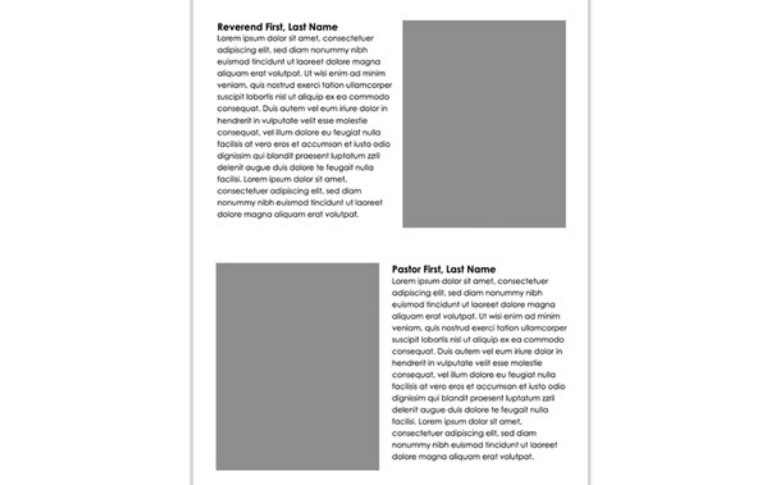 Reverend First, Last Name
Lorem ipsum dolor sit amet, consectetuer
adipiscing elit, sed diam nonummy nibh
euismod tincidunt ut laoreet dolore magna
aliquam erat volutpat. Ut wisi enim ad minim
veniam, quis nostrud exerci tation ullamcorper
suscipit lobortis nisl ut aliquip ex ea commodo
consequat. Duis autem vel eum iriure dolor in
hendrerit in vulputate velit esse molestie
consequat, vel illum dolore eu feugiat nulla
facilisis at vero eros et accumsan et iusto odio
dignissim qui blandit praesent luptatum zzril
delenit augue duis dolore te feugait nulla
facilisi. Lorem ipsum dolor sit amet,
consectetuer adipiscing elit, sed diam
nonummy nibh euismod tincidunt ut laoreet
dolore magna aliquam erat volutpat.
Pastor First, Last Name
Lorem ipsum dolor sit amet, consectetuer
adipiscing elit, sed diam nonummy nibh
euismod tincidunt ut laoreet dolore magna
aliquam erat volutpat. Ut wisi enim ad minim
veniam, quis nostrud exerci tation ullamcorper
suscipit lobortis nisl ut aliquip ex ea commodo
consequat. Duis autem vel eum iriure dolor in
hendrerit in vulputate velit esse molestie
consequat, vel illum dolore eu feugiat nulla
facilisis at vero eros et accumsan et iusto odio
dignissim qui blandit praesent luptatum zzril
delenit augue duis dolore te feugait nulla
facilisi. Lorem ipsum dolor sit amet,
consectetuer adipiscing elit, sed diam
nonummy nibh euismod tincidunt ut laoreet
dolore magna aliquam erat volutpat.